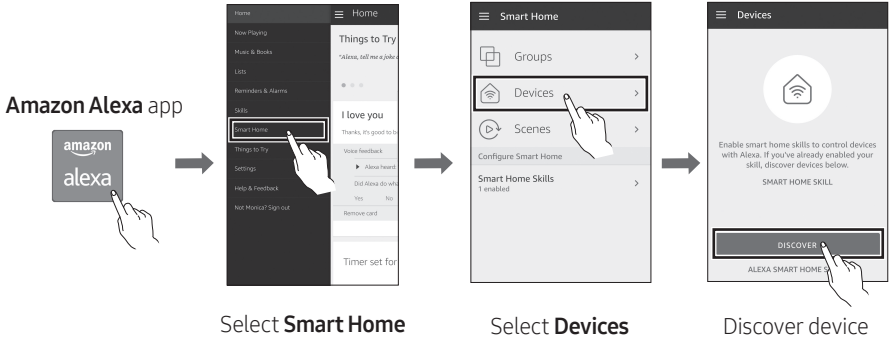 Amazon Alexa app
amazon
alexa
Home
Now Playing
Music & Books
Lists
Reminders & Alarms
Skills
Smart Home
Things to Try
Settings
Help & Feedback
Not Monica? Sign out
Home
Things to Try
"Alexa, tell me a joke
I love you
Thanks, it's good to b
Voice feedback
Alexa heard:
Did Alexa do wha
Yes No
Remove card
Timer set for
Select Smart Home
Smart Home
Groups
Devices
Scenes
Configure Smart Home
Smart Home Skills
1 enabled
Select Devices
Devices
Enable smart home skills to control devices
with Alexa. If you've already enabled your
skill, discover devices below.
SMART HOME SKILL
DISCOVER
ALEXA SMART HOME S
Discover device